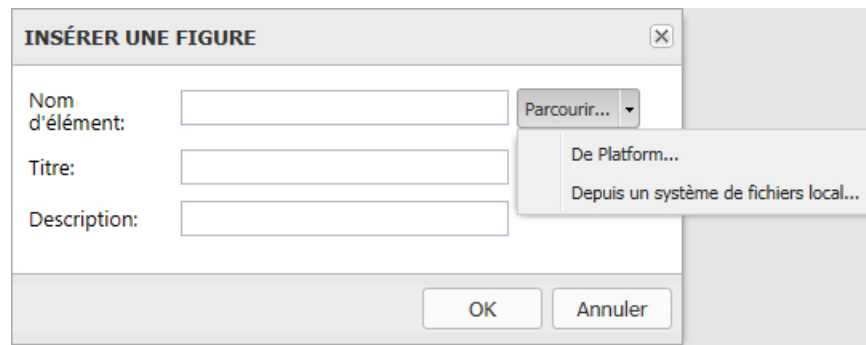 INSÉRER UNE FIGURE
Nom
d'élément:
Parcourir...
De Platform...
Titre:
Depuis un système de fichiers local...
Description:
OK
Annuler